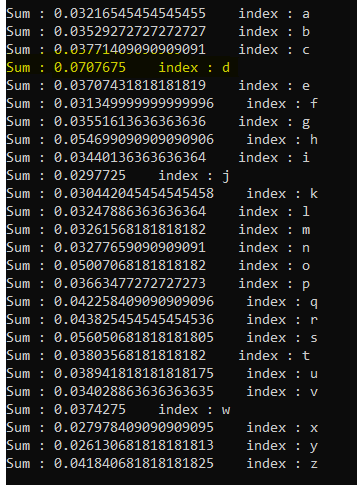 Sum : 0.03216545454545455    index : a
Sum : 0.03529272727272727    index : b
Sum : 0.03771409090909091    index : c
Sum : 0.0707675    index : d
Sum : 0.03707431818181819    index : e
Sum : 0.031349999999999996    index : f
Sum : 0.03551613636363636    index : g
Sum : 0.054699090909090906    index : h
Sum : 0.03440136363636364    index : i
Sum : 0.0297725    index : j
Sum : 0.030442045454545458    index : k
Sum : 0.03247886363636364    index : l
Sum : 0.03261568181818182    index : m
Sum : 0.03277659090909091    index : n
Sum : 0.05007068181818182    index : o
Sum : 0.03663477272727273    index : p
Sum : 0.042258409090909096    index : q
Sum : 0.043825454545454536    index : r
Sum : 0.056050681818181805    index : s
Sum : 0.03803568181818182    index : t
Sum : 0.038941818181818175    index : u
Sum : 0.034028863636363635    index : v
Sum : 0.0374275    index : w
Sum : 0.027978409090909095    index : x
Sum : 0.026130681818181813    index : y
Sum : 0.041840681818181825    index : z